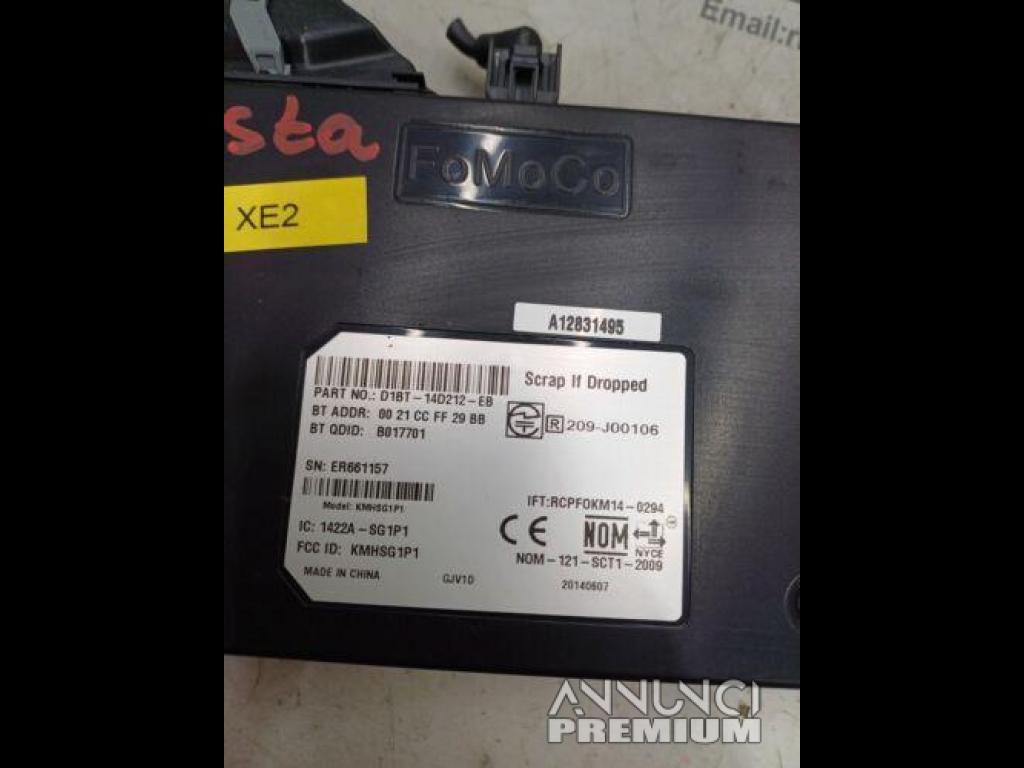 Email:
sta
FoMoCo
XE2
A12831495
Scrap If Dropped
PART NO.: D1BT-14D212-EB
BT ADDR: 00 21 CC FF 29 BB
BT QDID: B017701
R 209-J00106
SN: ER661157
Model: KMHSG1P1
IFT:RCPFOKM14-0294
IC: 1422A-SG1P1
FCC ID: KMHSG1P1
CE NOM NYCE
NOM-121-SCT1-2009
MADE IN CHINA
GJV10
20140607
ANNUNCI
PREMIUM